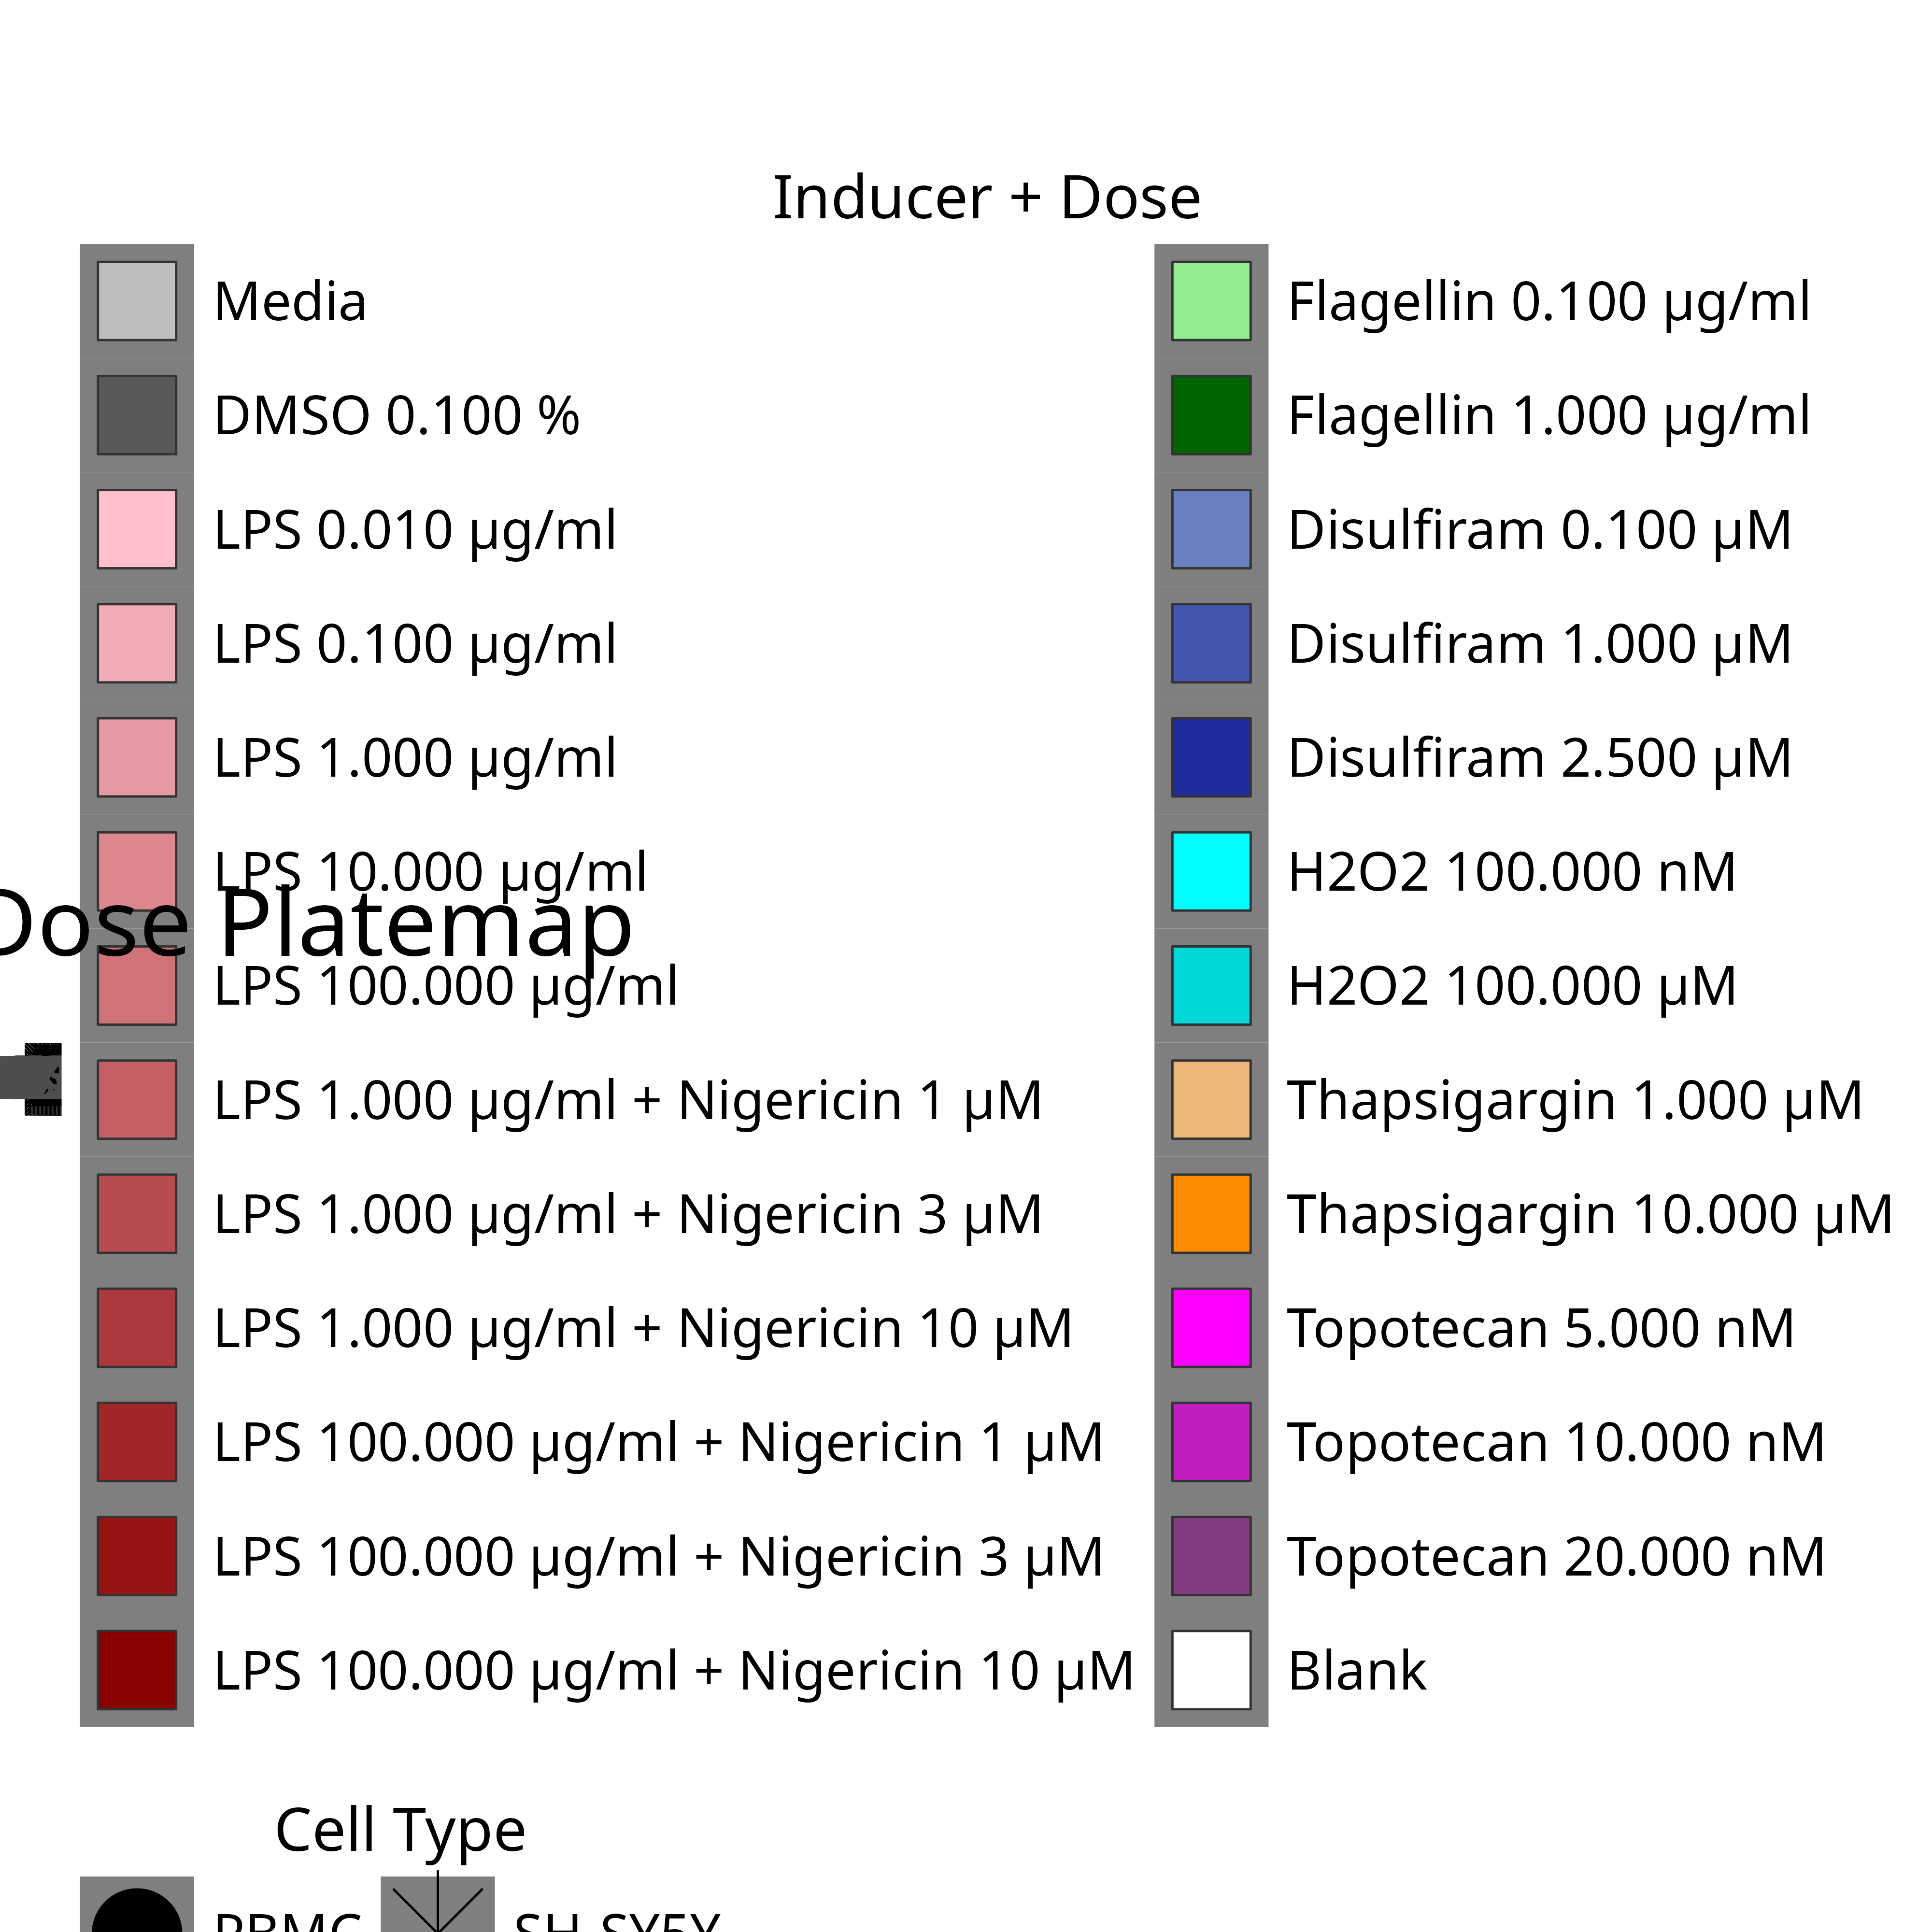 Inducer + Dose
Media
DMSO 0.100 %
LPS 0.010 µg/ml
LPS 0.100 µg/ml
LPS 1.000 µg/ml
LPS 10.000 µg/ml
Dose Platemap
LPS 100.000 µg/ml
LPS 1.000 µg/ml + Nigericin 1 µM
LPS 1.000 µg/ml + Nigericin 3 µM
LPS 1.000 µg/ml + Nigericin 10 µM
LPS 100.000 µg/ml + Nigericin 1 µM
LPS 100.000 µg/ml + Nigericin 3 µM
LPS 100.000 µg/ml + Nigericin 10 µM
Flagellin 0.100 µg/ml
Flagellin 1.000 µg/ml
Disulfiram 0.100 µM
Disulfiram 1.000 µM
Disulfiram 2.500 µM
H2O2 100.000 nM
H2O2 100.000 µM
Thapsigargin 1.000 µM
Thapsigargin 10.000 µM
Topotecan 5.000 nM
Topotecan 10.000 nM
Topotecan 20.000 nM
Blank
Cell Type
PBMC
SH-SY5Y